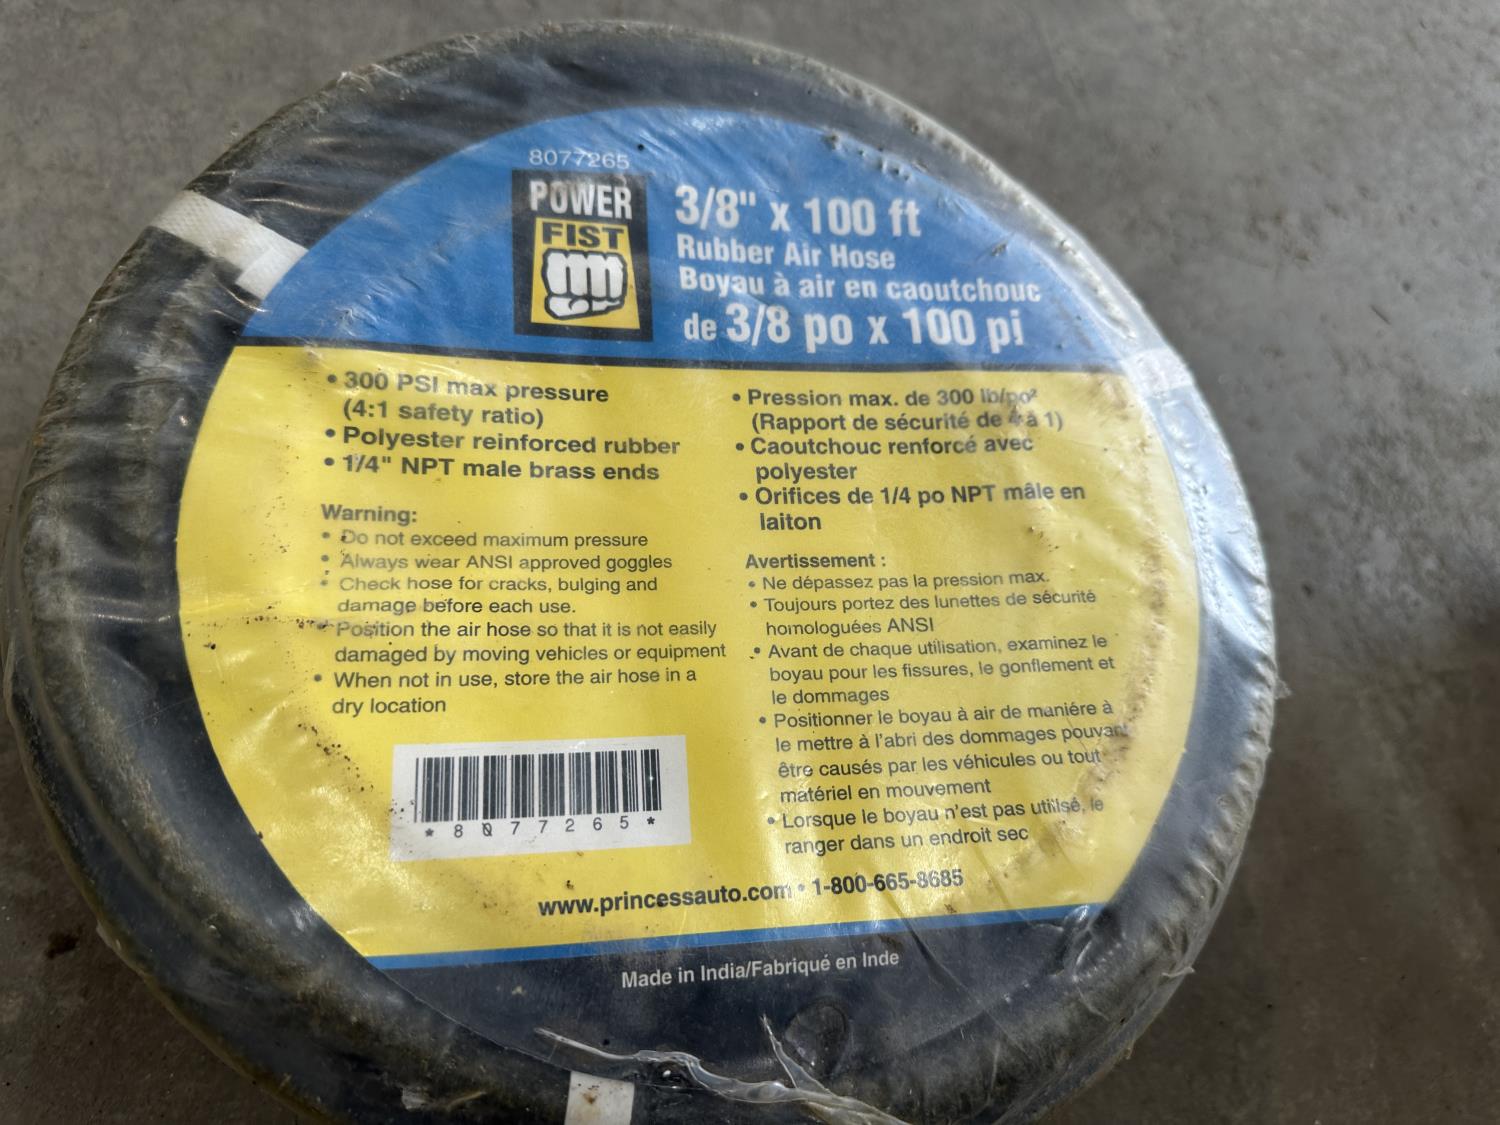 8077265
POWER
FIST
3/8" x 100 ft
Rubber Air Hose
Boyau à air en caoutchouc
de 3/8 po x 100 pi
• 300 PSI max pressure
(4:1 safety ratio)
• Polyester reinforced rubber
• 1/4" NPT male brass ends
Warning:
• Do not exceed maximum pressure
• Always wear ANSI approved goggles
• Check hose for cracks, bulging and
damage before each use.
• Position the air hose so that it is not easily
damaged by moving vehicles or equipment
• When not in use, store the air hose in a
dry location
• Pression max. de 300 lb/po²
(Rapport de sécurité de 4 à 1)
• Caoutchouc renforcé avec
polyester
• Orifices de 1/4 po NPT mâle en
laiton
Avertissement :
• Ne dépassez pas la pression max.
• Toujours portez des lunettes de sécurité
homologuées ANSI
• Avant de chaque utilisation, examinez le
boyau pour les fissures, le gonflement et
le dommages
• Positionner le boyau à air de maniére à
le mettre à l'abri des dommages pouvant
être causés par les véhicules ou tout
matériel en mouvement
• Lorsque le boyau n'est pas utilisé, le
ranger dans un endroit sec
*8077265*
www.princessauto.com • 1-800-665-8685
Made in India/Fabriqué en Inde